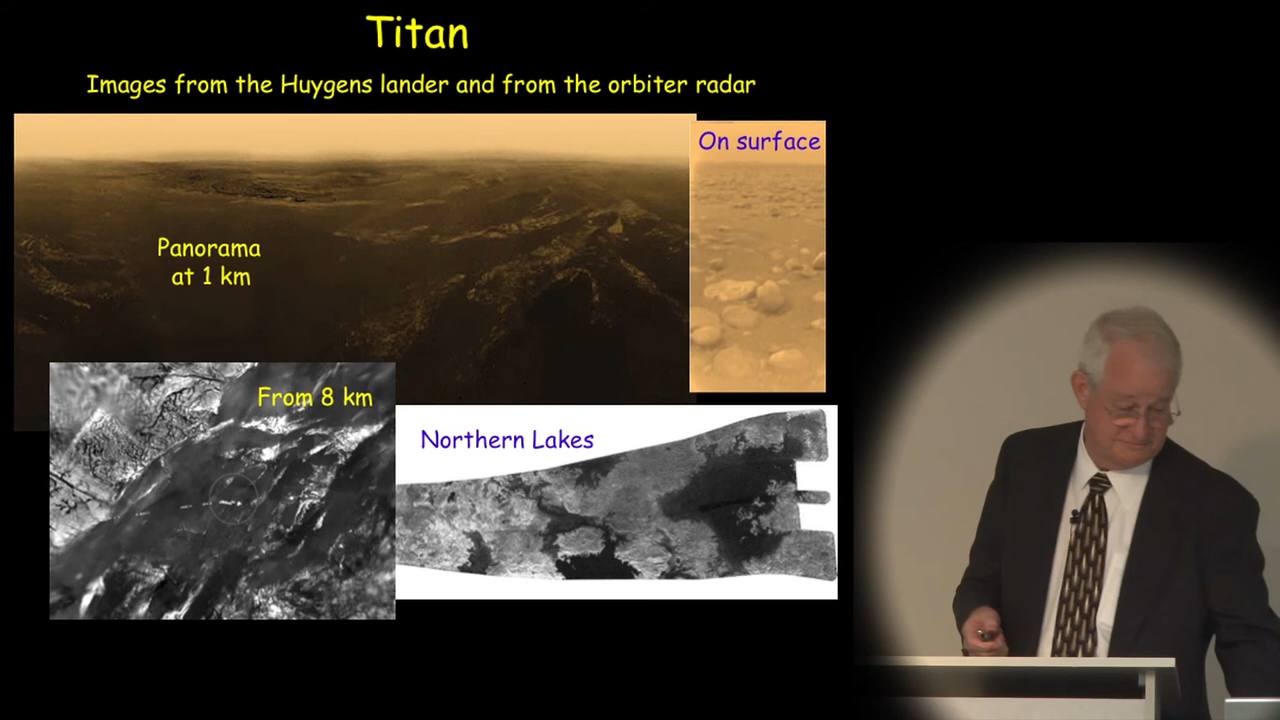 Titan
Images from the Huygens lander and from the orbiter radar
On surface
Panorama
at 1 km
From 8 km
Northern Lakes